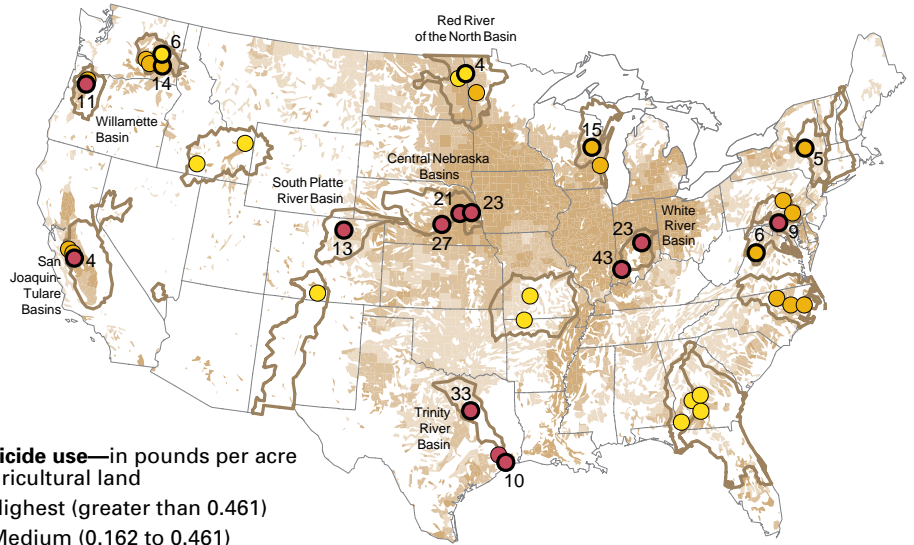 Red River
of the North Basin
6
4
14
11
Willamette
Basin
15
5
Central Nebraska
Basins
South Platte
River Basin
21
23
27
13
White
River
Basin
23
43
9
6
San
Joaquin-
Tulare
Basins
4
33
Trinity
River
Basin
10
icide use—in pounds per acre
ricultural land
ighest (greater than 0.461)
Medium (0.162 to 0.461)